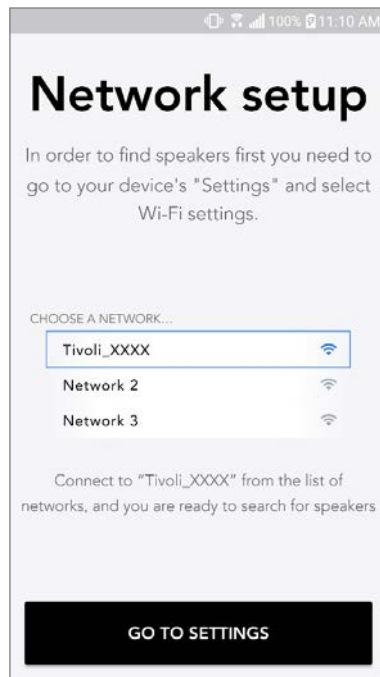 100% 11:10 AM
Network setup
In order to find speakers first you need to
go to your device's "Settings" and select
Wi-Fi settings.
CHOOSE A NETWORK...
Tivoli_XXXX
Network 2
Network 3
Connect to "Tivoli_XXXX" from the list of
networks, and you are ready to search for speakers
GO TO SETTINGS